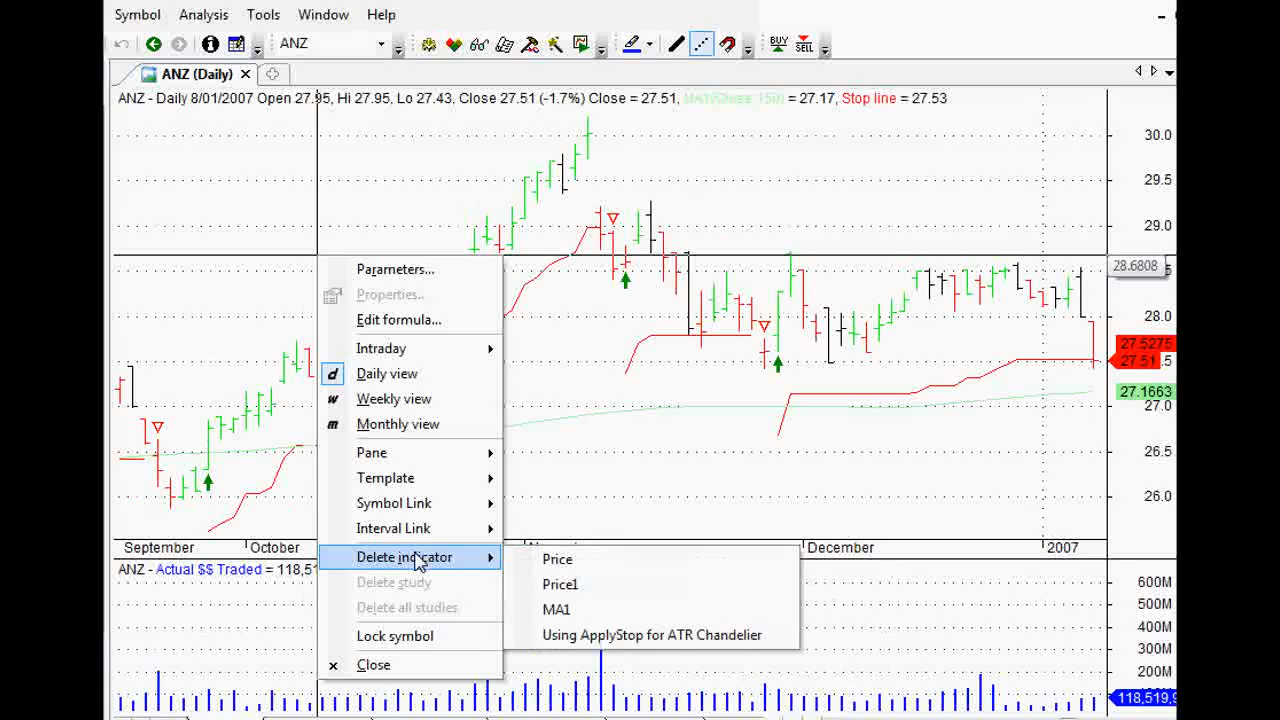 Symbol Analysis Tools Window Help
ANZ BUY SELL
ANZ (Daily)
ANZ - Daily 8/01/2007 Open 27.95, Hi 27.95, Lo 27.43, Close 27.51 (-1.7%) Close = 27.51, MA1(Close,150) = 27.17, Stop line = 27.53
30.0
29.5
29.0
28.6808
28.0
27.5275
27.51
27.1663
27.0
26.5
26.0
Parameters...
Properties..
Edit formula...
Intraday
d Daily view
w Weekly view
m Monthly view
Pane
Template
Symbol Link
Interval Link
Delete indicator
Delete study
Delete all studies
Lock symbol
Close
Price
Price1
MA1
Using ApplyStop for ATR Chandelier
September October December 2007
ANZ - Actual $$ Traded = 118,51
600M
500M
400M
300M
200M
118,519,9